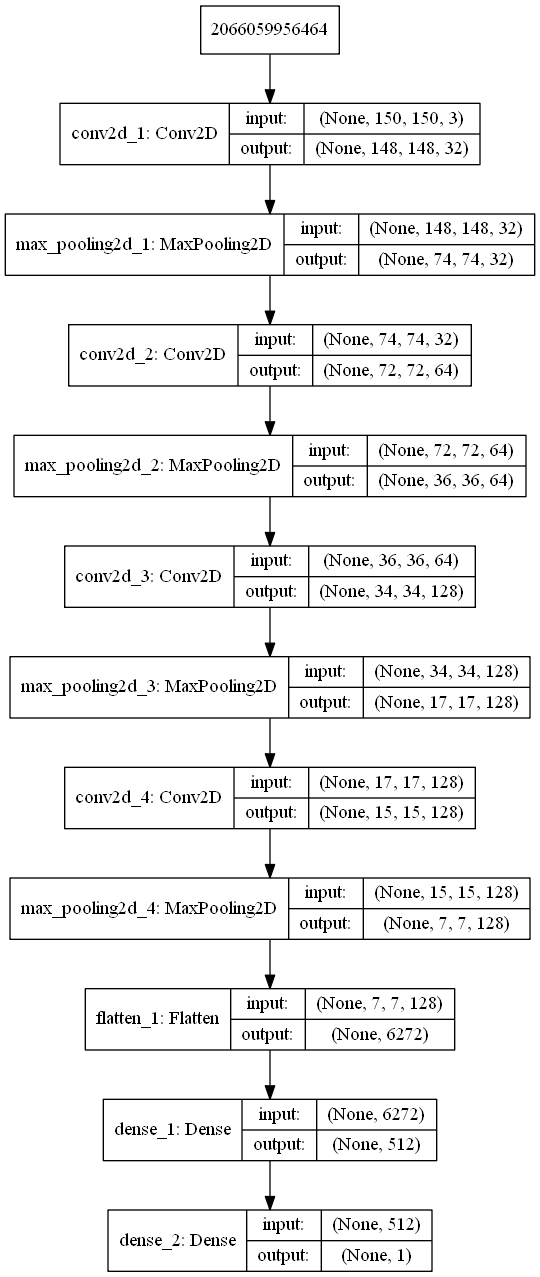 2066059956464
conv2d_1: Conv2D
input:
(None, 150, 150, 3)
output:
(None, 148, 148, 32)
max_pooling2d_1: MaxPooling2D
input:
(None, 148, 148, 32)
output:
(None, 74, 74, 32)
conv2d_2: Conv2D
input:
(None, 74, 74, 32)
output:
(None, 72, 72, 64)
max_pooling2d_2: MaxPooling2D
input:
(None, 72, 72, 64)
output:
(None, 36, 36, 64)
conv2d_3: Conv2D
input:
(None, 36, 36, 64)
output:
(None, 34, 34, 128)
max_pooling2d_3: MaxPooling2D
input:
(None, 34, 34, 128)
output:
(None, 17, 17, 128)
conv2d_4: Conv2D
input:
(None, 17, 17, 128)
output:
(None, 15, 15, 128)
max_pooling2d_4: MaxPooling2D
input:
(None, 15, 15, 128)
output:
(None, 7, 7, 128)
flatten_1: Flatten
input:
(None, 7, 7, 128)
output:
(None, 6272)
dense_1: Dense
input:
(None, 6272)
output:
(None, 512)
dense_2: Dense
input:
(None, 512)
output:
(None, 1)